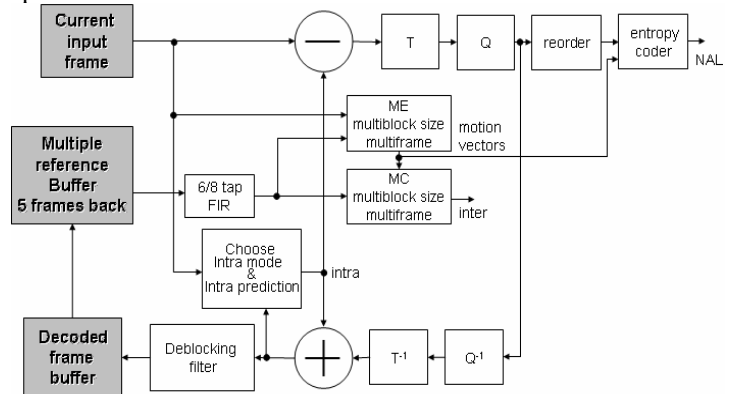 Current
input
frame
T
Q
reorder
entropy
coder
NAL
ME
multiblock size
multiframe
motion
vectors
Multiple
reference
Buffer
5 frames back
6/8 tap
FIR
MC
multiblock size
multiframe
inter
Choose
Intra mode
&
Intra prediction
intra
Decoded
frame
buffer
Deblocking
filter
T-1
Q-1